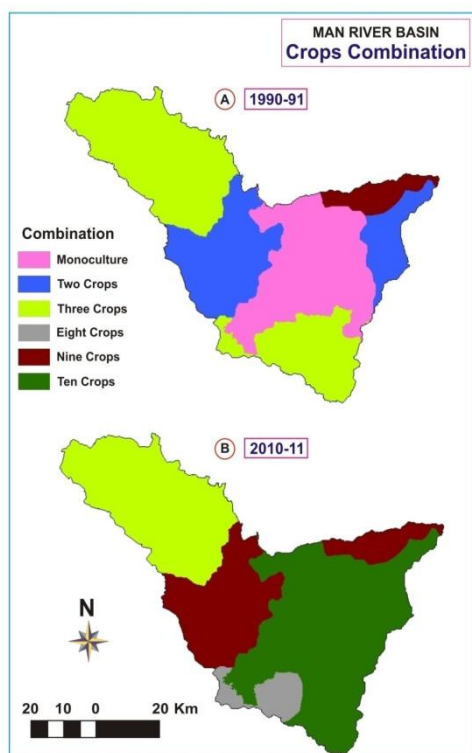 MAN RIVER BASIN
Crops Combination
A 1990-91
Combination
Monoculture
Two Crops
Three Crops
Eight Crops
Nine Crops
Ten Crops
B 2010-11
N
20 10 0 20 Km